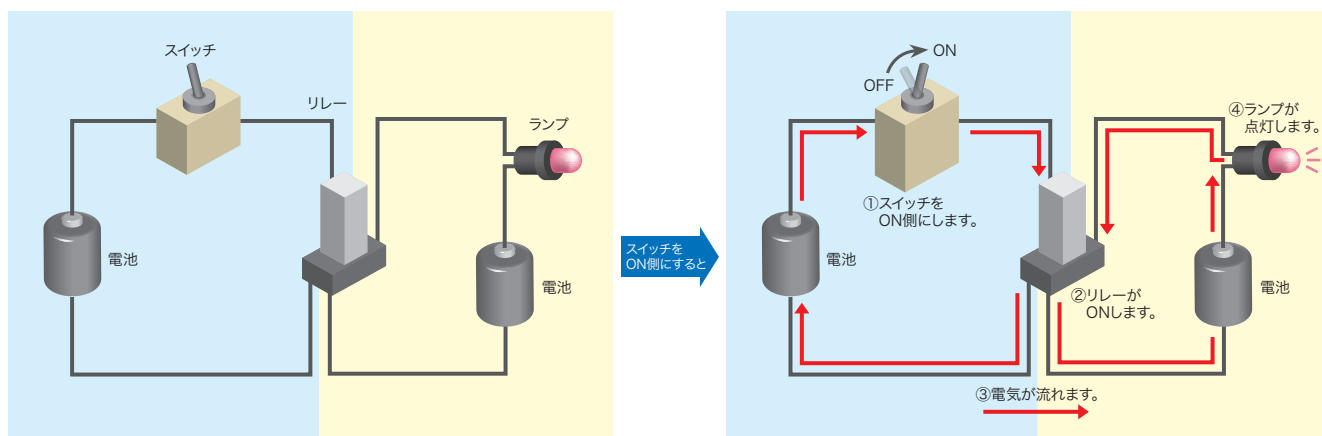 スイッチ
リレー
ランプ
電池
電池
スイッチを
ON側にすると
ON
OFF
①スイッチを
ON側にします。
電池
②リレーが
ONします。
電池
③電気が流れます。
④ランプが
点灯します。